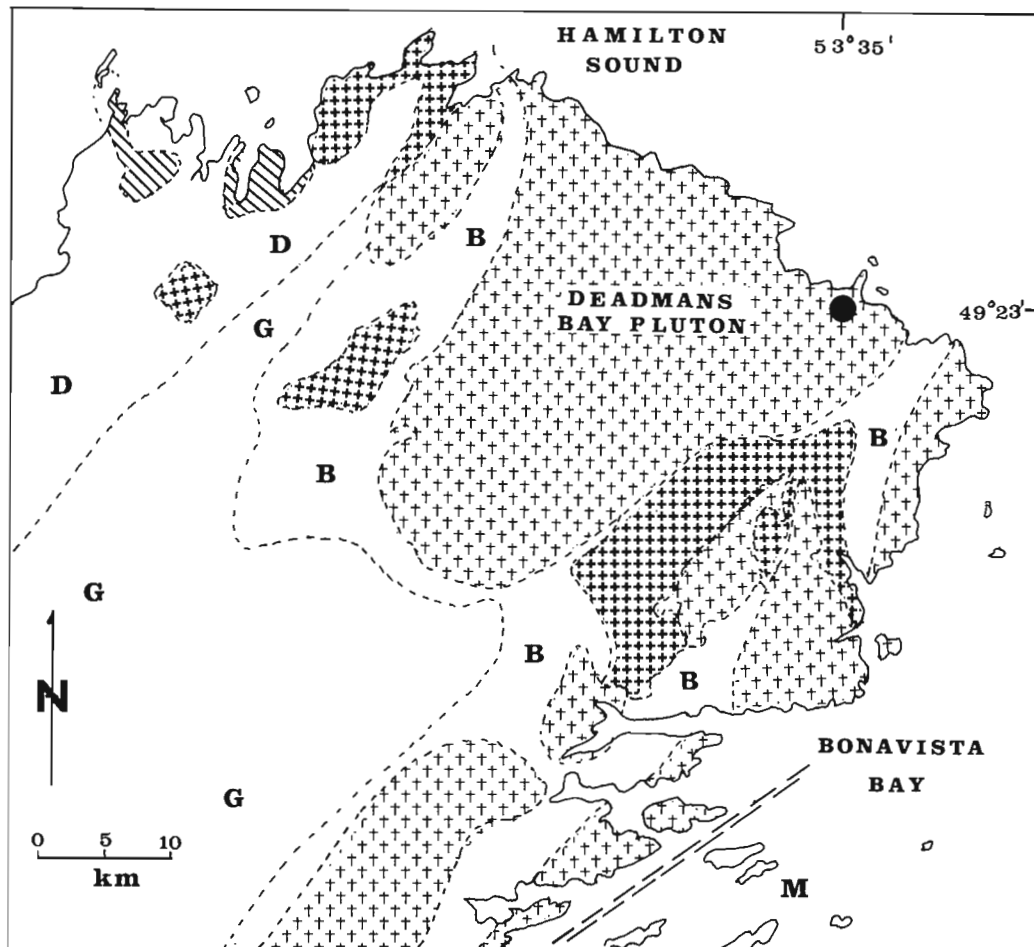 HAMILTON
SOUND
53°35'
B
D
DEADMANS
BAY PLUTON
49°23'
G
D
B
B
G
B
B
N
BONAVISTA
BAY
G
0 5 10
km
M